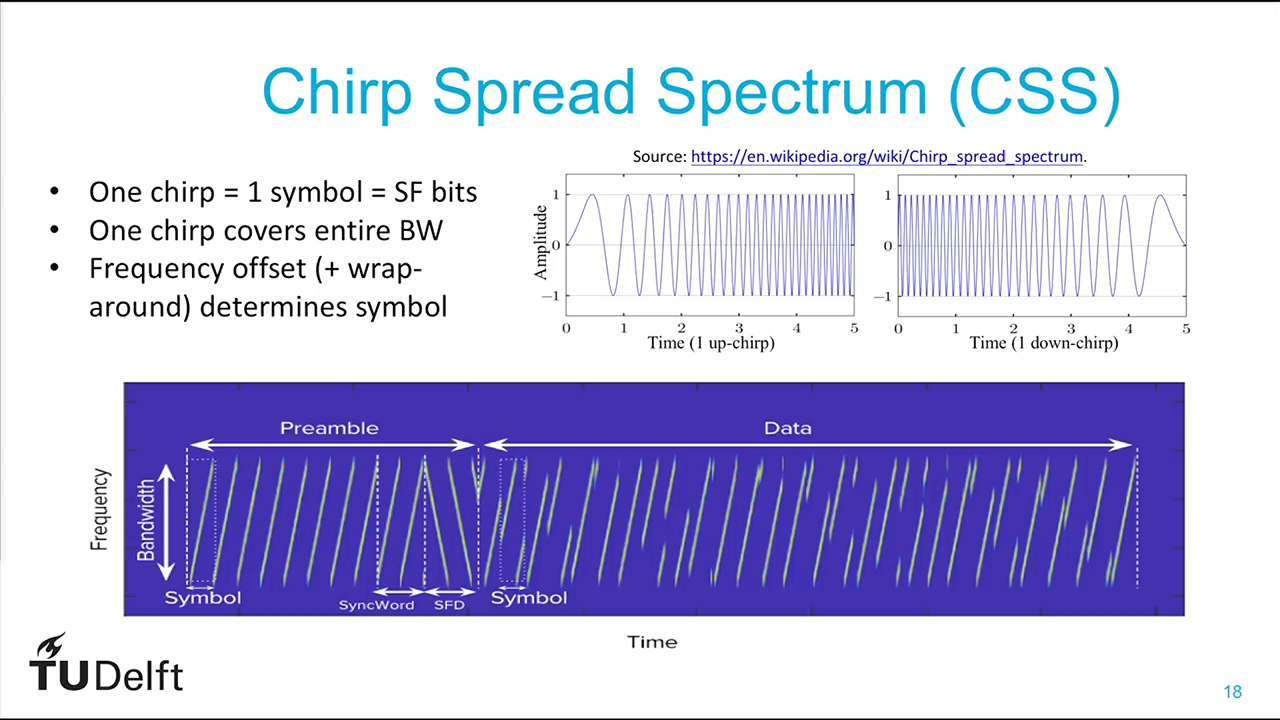 Chirp Spread Spectrum (CSS)
Source: https://en.wikipedia.org/wiki/Chirp_spread_spectrum.
• One chirp = 1 symbol = SF bits
• One chirp covers entire BW
• Frequency offset (+ wrap-
around) determines symbol
Amplitude
1
0
−1
0 1 2 3 4 5
Time (1 up-chirp)
1
0
−1
0 1 2 3 4 5
Time (1 down-chirp)
Preamble
Data
Frequency
Bandwidth
Symbol
SyncWord
SFD
Symbol
Time
TU Delft
18